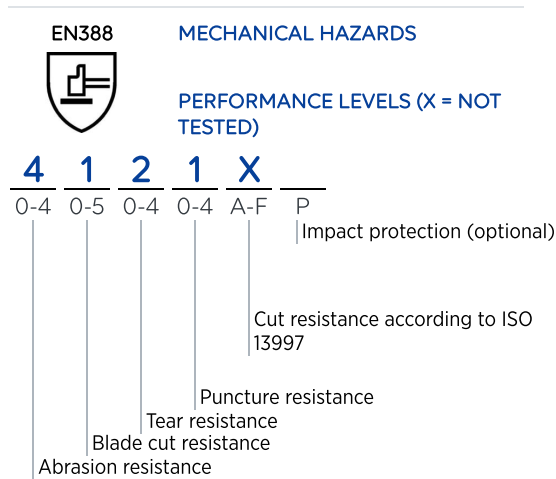 EN388
MECHANICAL HAZARDS
PERFORMANCE LEVELS (X = NOT
TESTED)
4 1 2 1 X
0-4 0-5 0-4 0-4 A-F P
Impact protection (optional)
Cut resistance according to ISO
13997
Puncture resistance
Tear resistance
Blade cut resistance
Abrasion resistance